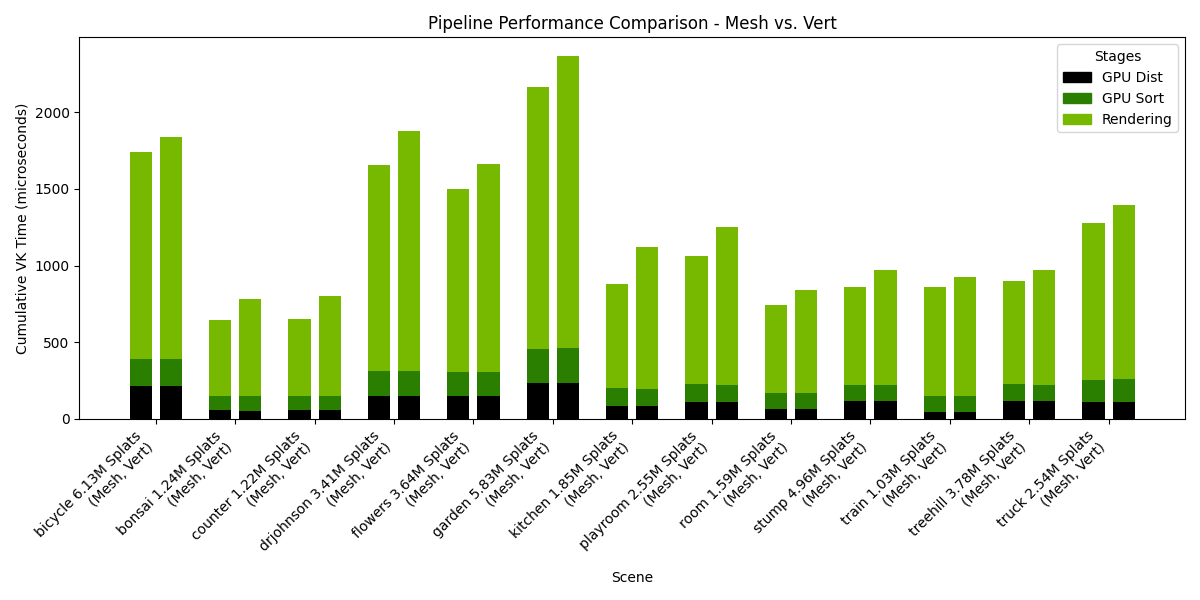 Pipeline Performance Comparison - Mesh vs. Vert
Cumulative VK Time (microseconds)
2000
1500
1000
500
0
Stages
GPU Dist
GPU Sort
Rendering
bicycle 6.13M Splats
(Mesh, Vert)
bonsai 1.24M Splats
(Mesh, Vert)
counter 1.22M Splats
(Mesh, Vert)
drjohnson 3.41M Splats
(Mesh, Vert)
flowers 3.64M Splats
(Mesh, Vert)
garden 5.83M Splats
(Mesh, Vert)
kitchen 1.85M Splats
(Mesh, Vert)
playroom 2.55M Splats
(Mesh, Vert)
room 1.59M Splats
(Mesh, Vert)
stump 4.96M Splats
(Mesh, Vert)
train 1.03M Splats
(Mesh, Vert)
treehill 3.78M Splats
(Mesh, Vert)
truck 2.54M Splats
(Mesh, Vert)
Scene